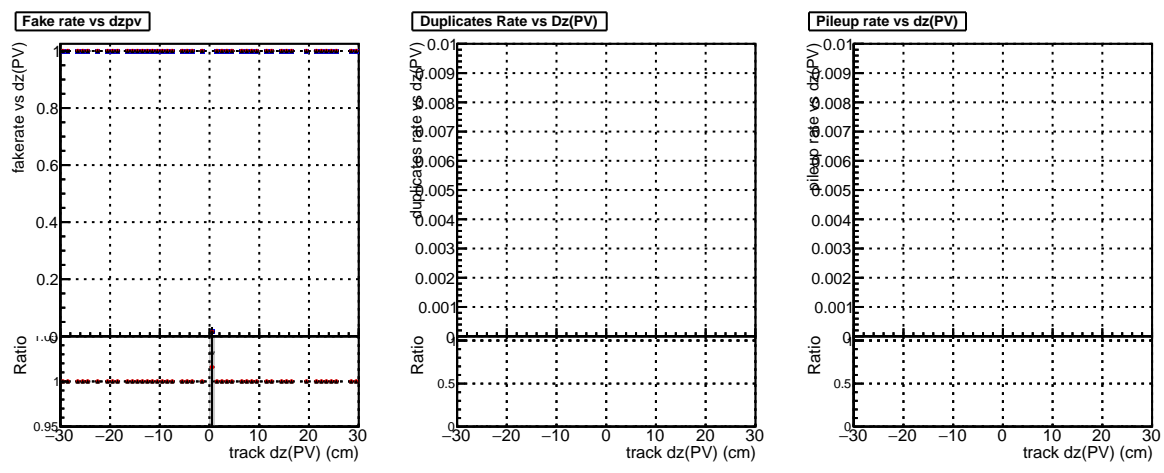 Fake rate vs dzpv
fakerate vs dz(PV)
1
0.8
0.6
0.4
0.2
0
Ratio
1
0.95
−30 −20 −10 0 10 20 30
track dz(PV) (cm)
Duplicates Rate vs Dz(PV)
duplicates rate vs dz(PV)
0.01
0.009
0.008
0.007
0.006
0.005
0.004
0.003
0.002
0.001
0
Ratio
1
0.5
0
−30 −20 −10 0 10 20 30
track dz(PV) (cm)
Pileup rate vs dz(PV)
pileup rate vs dz(PV)
0.01
0.009
0.008
0.007
0.006
0.005
0.004
0.003
0.002
0.001
0
Ratio
1
0.5
0
−30 −20 −10 0 10 20 30
track dz(PV) (cm)